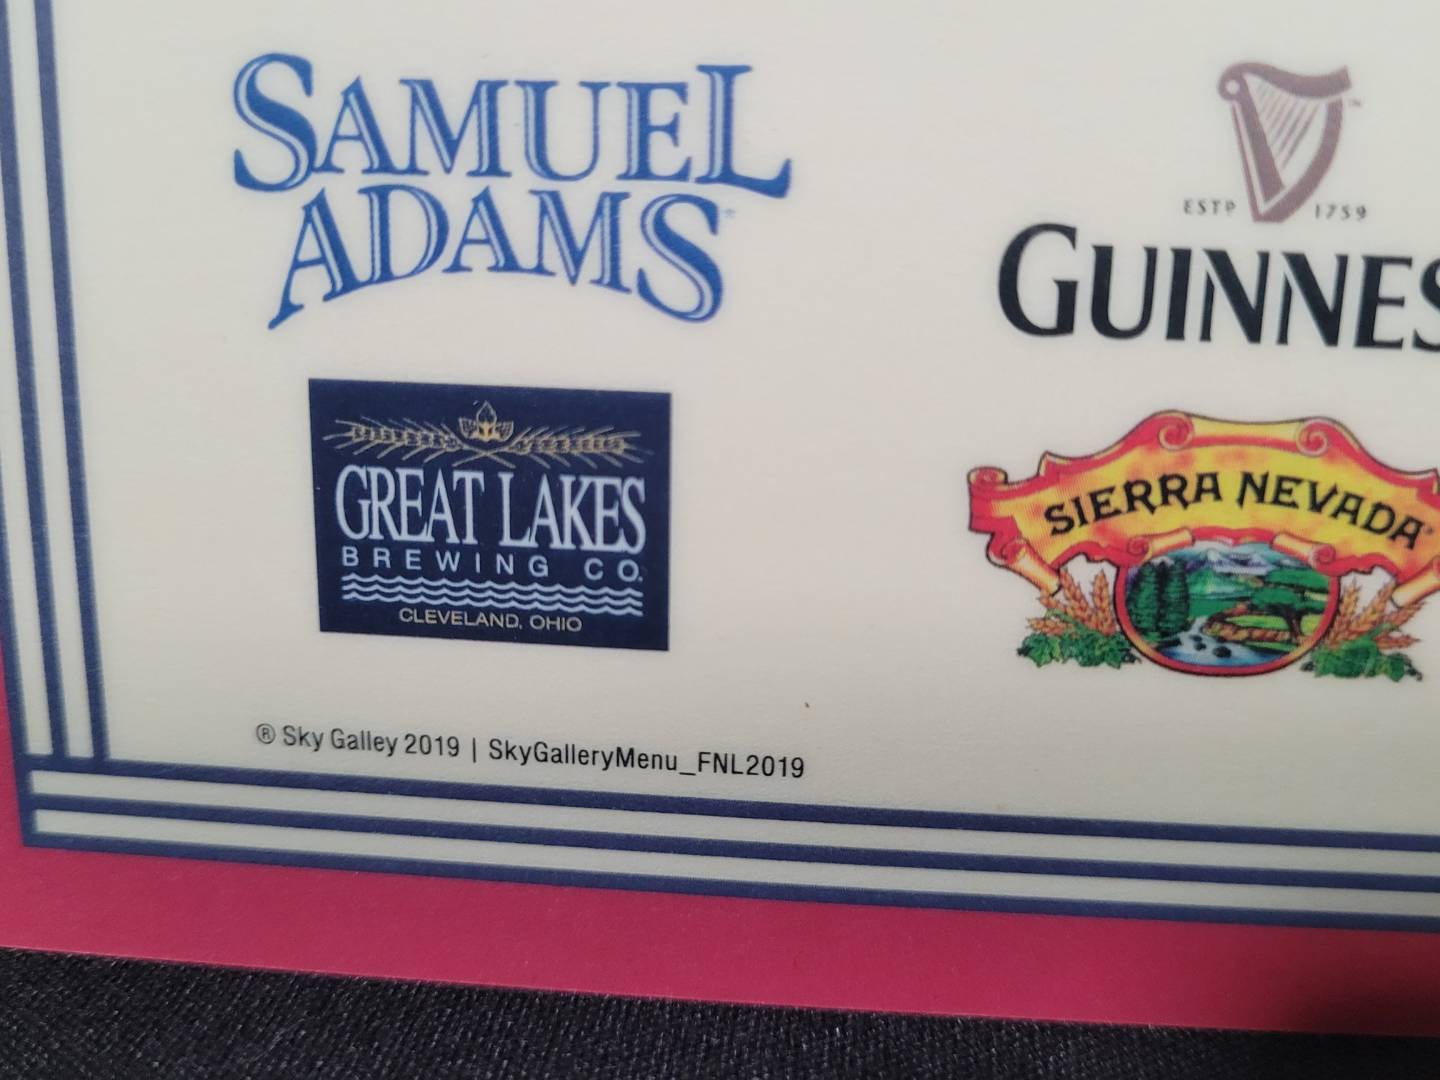 SAMUEL
ADAMS
ESTD 1759
GUINNES
GREAT LAKES
BREWING CO.
CLEVELAND, OHIO
SIERRA NEVADA
® Sky Galley 2019 | SkyGalleryMenu_FNL2019